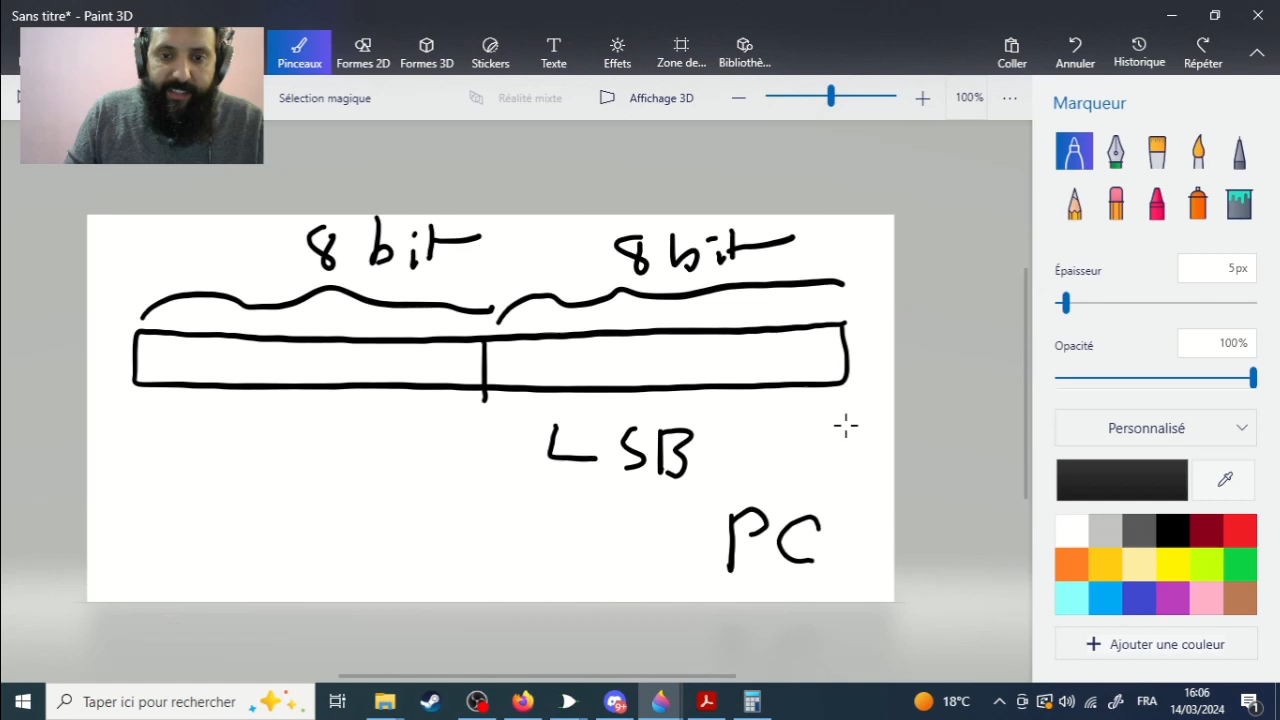 Sans titre* - Paint 3D
Pinceaux
Formes 2D
Formes 3D
Stickers
Texte
Effets
Zone de...
Bibliothè...
Coller
Annuler
Historique
Répéter
Sélection magique
Réalité mixte
Affichage 3D
100%
Marqueur
8 bit
8 bit
LSB
PC
Épaisseur
5px
Opacité
100%
Personnalisé
Ajouter une couleur
Taper ici pour rechercher
9+
18°C
FRA
16:06
14/03/2024
1